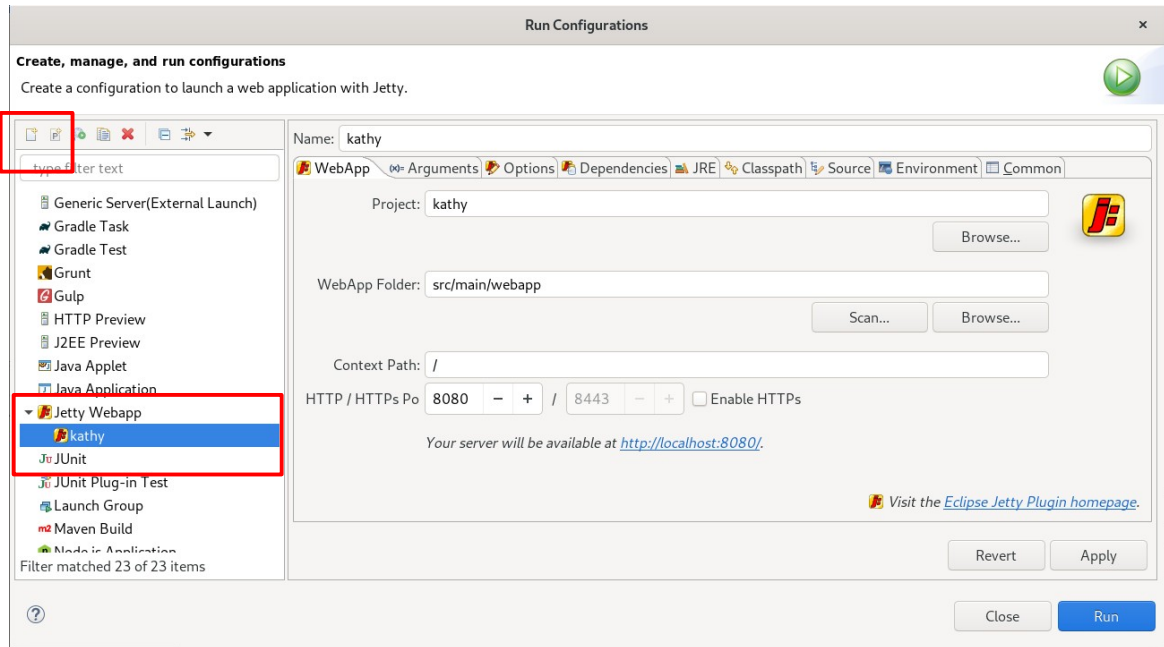 Run Configurations
Create, manage, and run configurations
Create a configuration to launch a web application with Jetty.
type filter text
Generic Server(External Launch)
Gradle Task
Gradle Test
Grunt
Gulp
HTTP Preview
J2EE Preview
Java Applet
Java Application
Jetty Webapp
kathy
JUnit
JUnit Plug-in Test
Launch Group
Maven Build
Node.js Application
Filter matched 23 of 23 items
Name: kathy
WebApp (x)= Arguments Options Dependencies JRE Classpath Source Environment Common
Project: kathy
Browse...
WebApp Folder: src/main/webapp
Scan... Browse...
Context Path: /
HTTP / HTTPs Po 8080 − + / 8443 − + Enable HTTPs
Your server will be available at http://localhost:8080/.
Visit the Eclipse Jetty Plugin homepage.
Revert Apply
Close Run